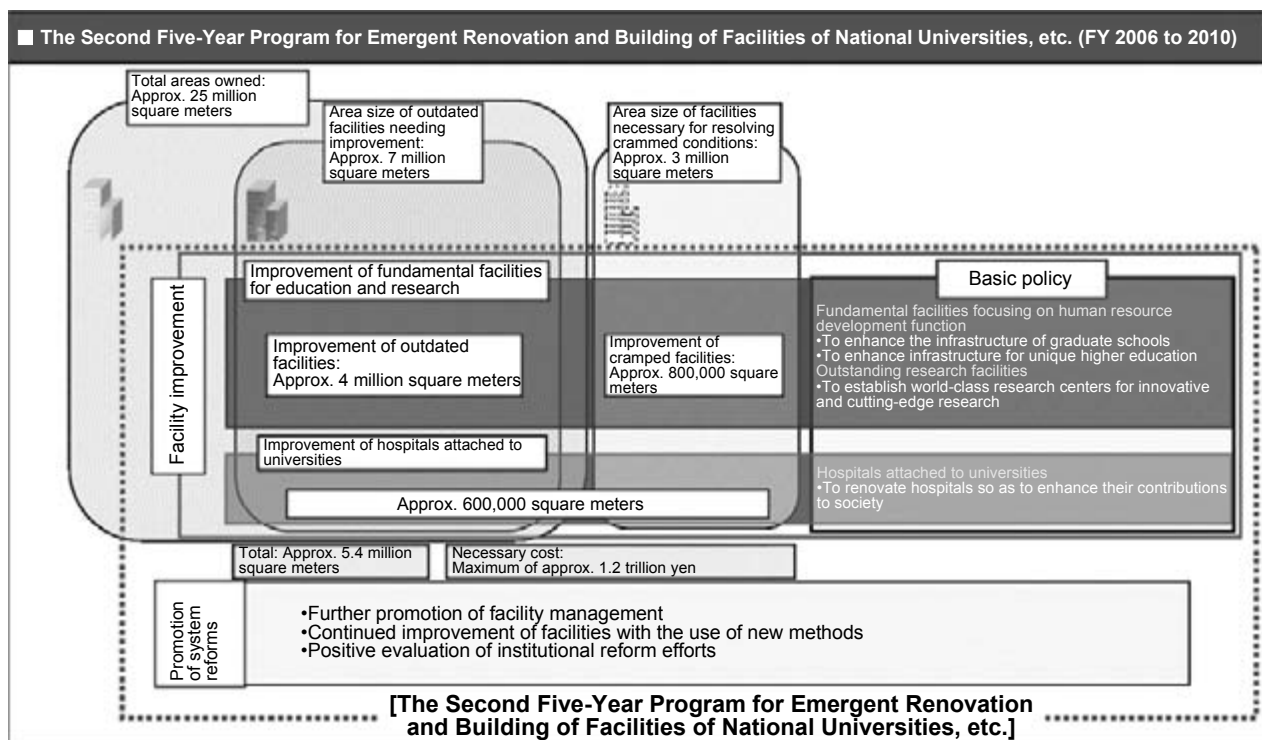 ■ The Second Five-Year Program for Emergent Renovation and Building of Facilities of National Universities, etc. (FY 2006 to 2010)
Total areas owned:
Approx. 25 million
square meters
Area size of outdated
facilities needing
improvement:
Approx. 7 million
square meters
Area size of facilities
necessary for resolving
crammed conditions:
Approx. 3 million
square meters
Facility improvement
Improvement of fundamental facilities
for education and research
Improvement of outdated
facilities:
Approx. 4 million square meters
Improvement of
cramped facilities:
Approx. 800,000 square
meters
Basic policy
Fundamental facilities focusing on human resource
development function
•To enhance the infrastructure of graduate schools
•To enhance infrastructure for unique higher education
Outstanding research facilities
•To establish world-class research centers for innovative
and cutting-edge research
Improvement of hospitals attached to
universities
Approx. 600,000 square meters
Hospitals attached to universities
•To renovate hospitals so as to enhance their contributions
to society
Total: Approx. 5.4 million
square meters
Necessary cost:
Maximum of approx. 1.2 trillion yen
Promotion
of system
reforms
•Further promotion of facility management
•Continued improvement of facilities with the use of new methods
•Positive evaluation of institutional reform efforts
[The Second Five-Year Program for Emergent Renovation
and Building of Facilities of National Universities, etc.]